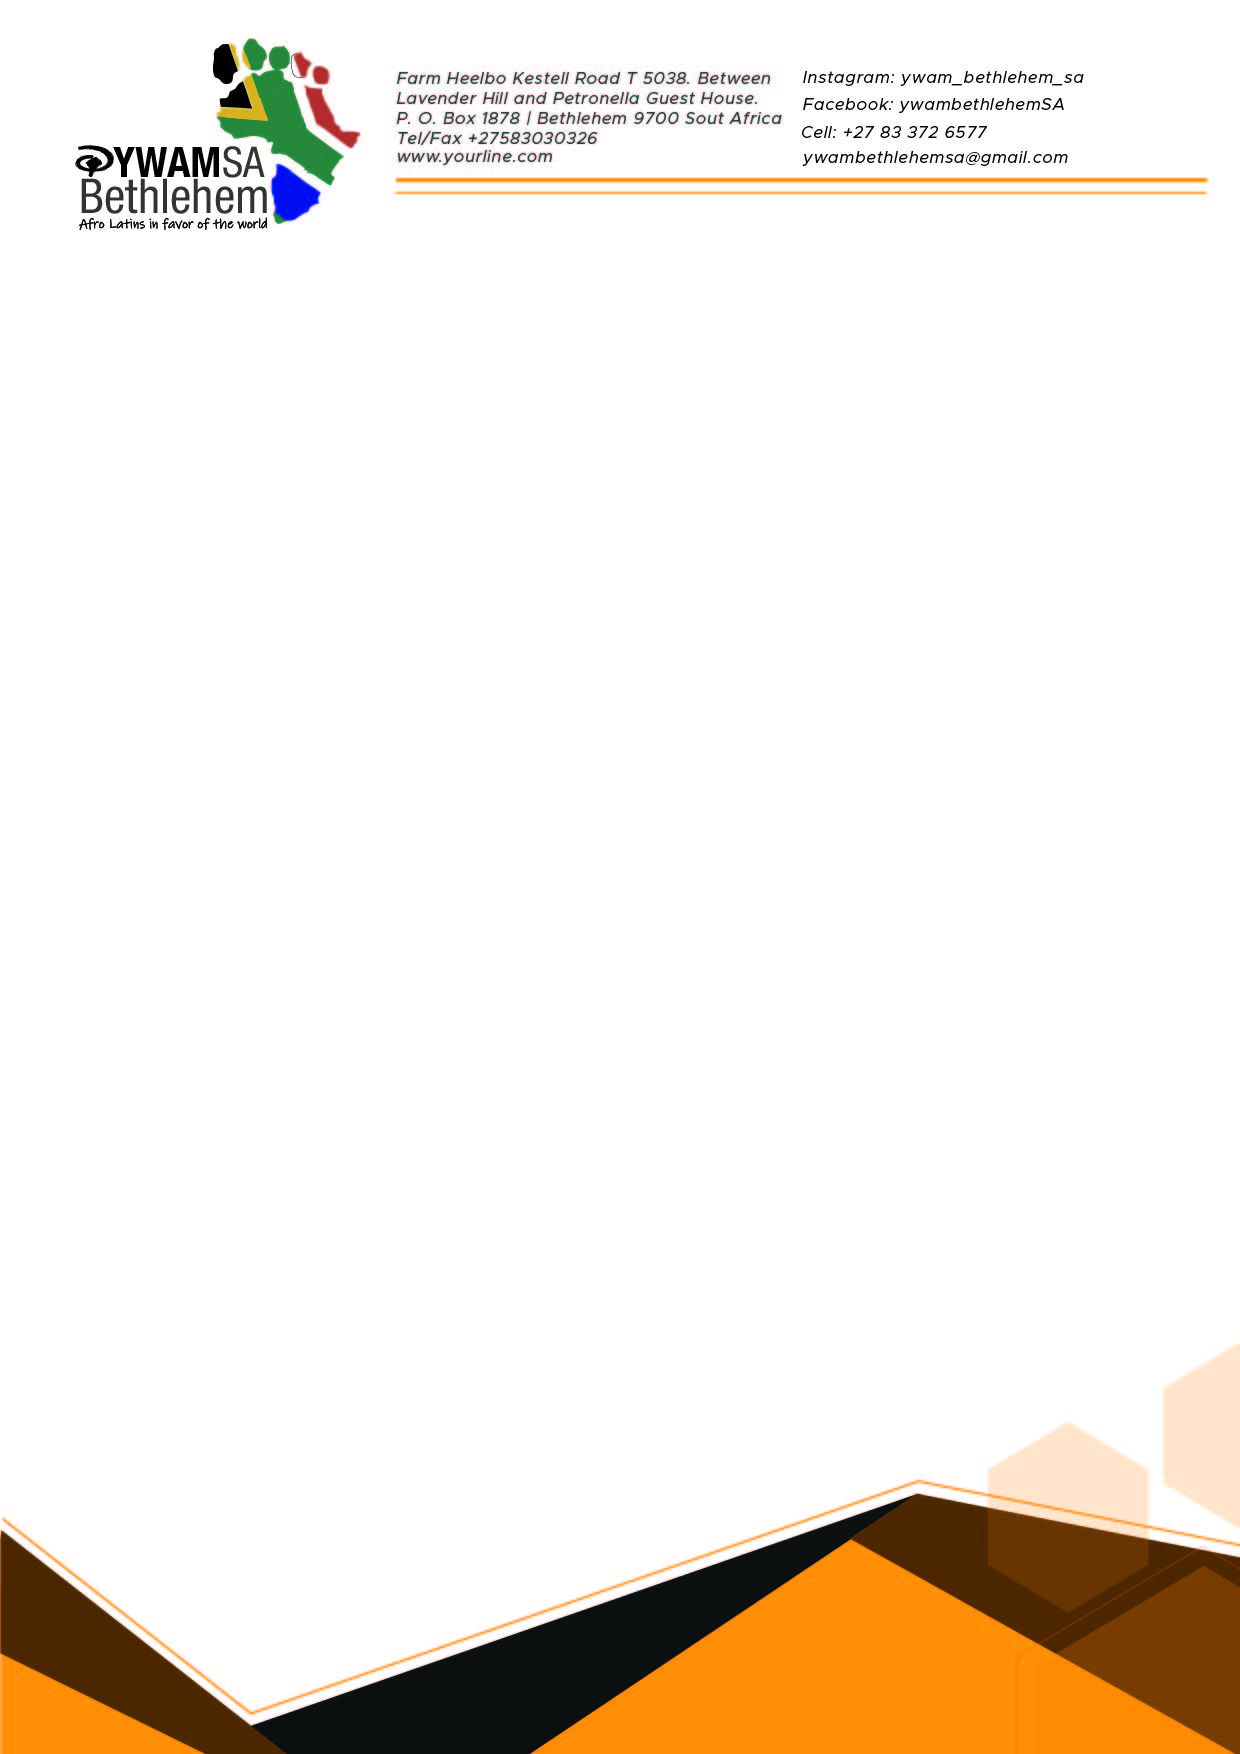 YWAMSA
Bethlehem
Afro Latins in favor of the world
Farm Heelbo Kestell Road T 5038. Between
Lavender Hill and Petronella Guest House.
P. O. Box 1878 | Bethlehem 9700 Sout Africa
Tel/Fax +27583030326
www.yourline.com
Instagram: ywam_bethlehem_sa
Facebook: ywambethlehemSA
Cell: +27 83 372 6577
ywambethlehemsa@gmail.com